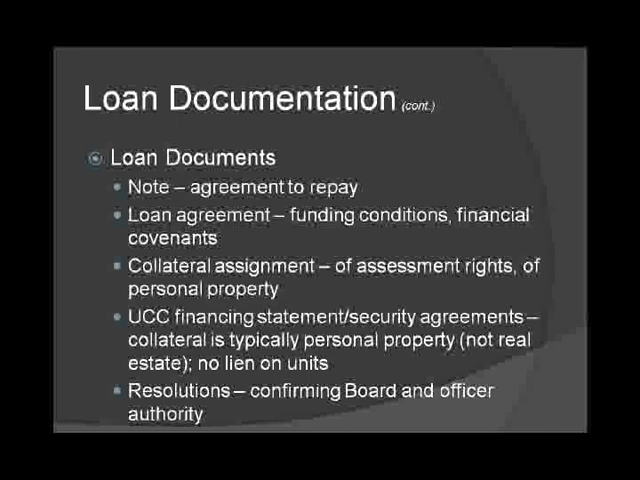 Loan Documentation (cont.)
Loan Documents
Note – agreement to repay
Loan agreement – funding conditions, financial
covenants
Collateral assignment – of assessment rights, of
personal property
UCC financing statement/security agreements –
collateral is typically personal property (not real
estate); no lien on units
Resolutions – confirming Board and officer
authority